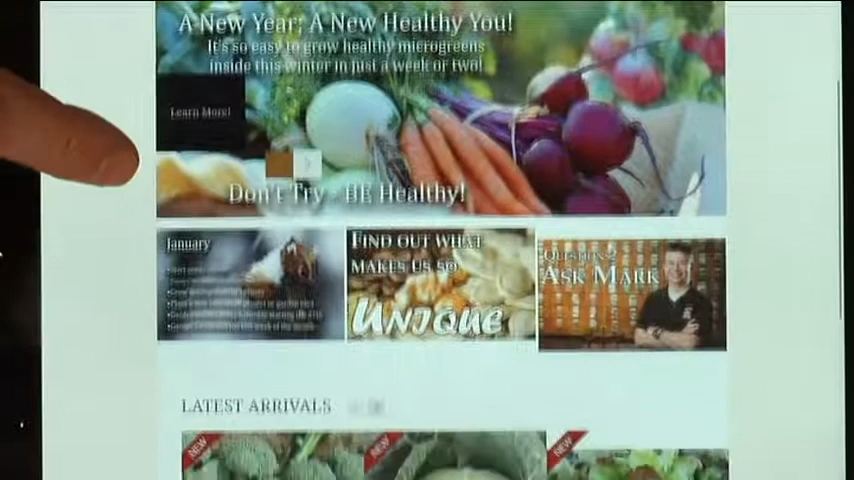 A New Year; A New Healthy You!
It's so easy to grow healthy microgreens
inside this winter in just a week or two!
Learn More!
Don't Try - BE Healthy!
January
FIND OUT WHAT
MAKES US SO
UNIQUE
QUESTIONS?
ASK MARK
LATEST ARRIVALS
NEW
NEW
NEW